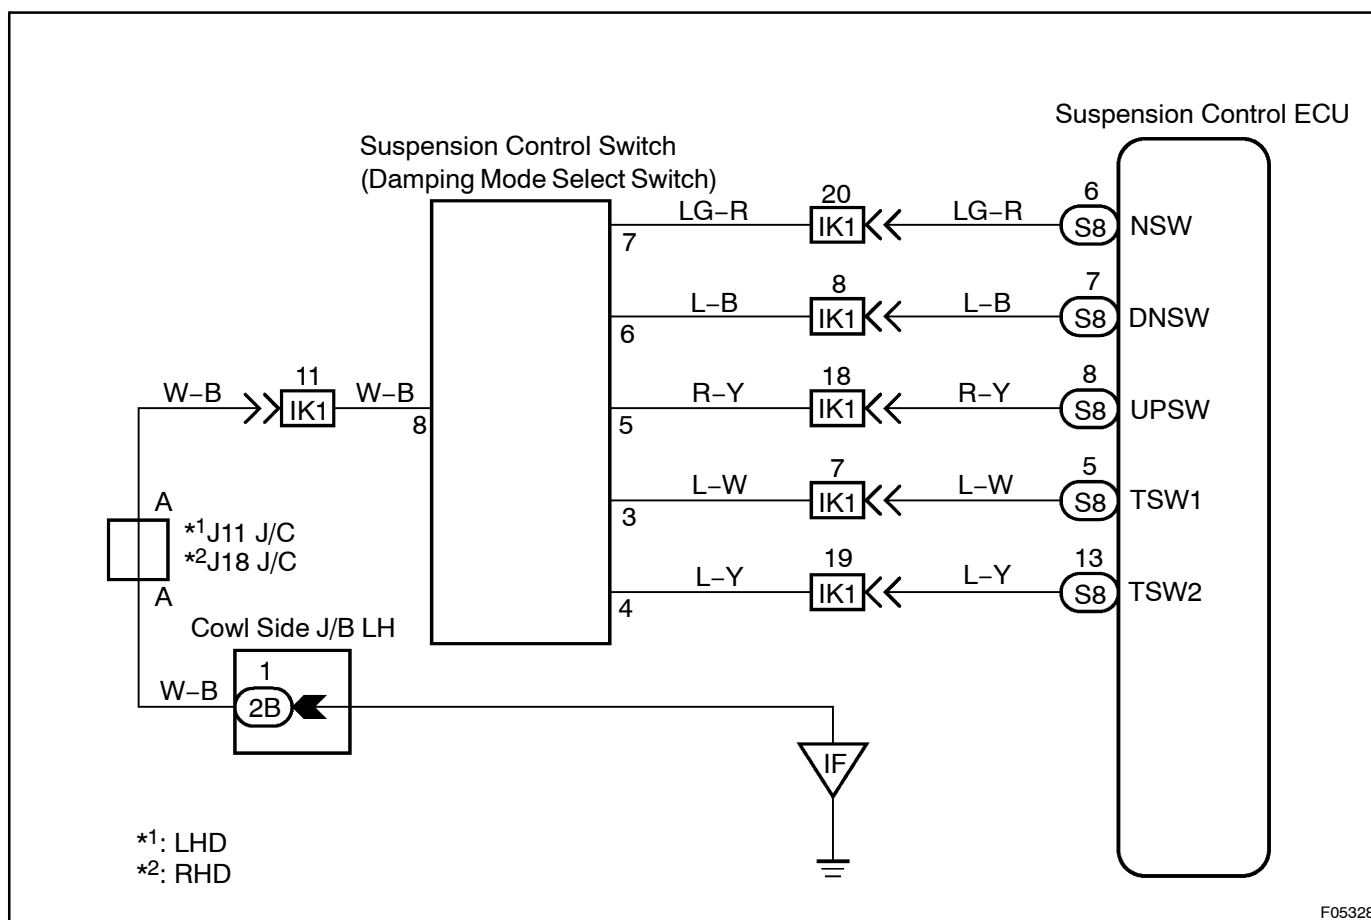 Suspension Control ECU
Suspension Control Switch
(Damping Mode Select Switch)
7
LG−R
20
IK1
LG−R
6
S8
NSW
6
L−B
8
IK1
L−B
7
S8
DNSW
W−B
11
IK1
W−B
8
5
R−Y
18
IK1
R−Y
8
S8
UPSW
3
L−W
7
IK1
L−W
5
S8
TSW1
4
L−Y
19
IK1
L−Y
13
S8
TSW2
A
*1J11 J/C
*2J18 J/C
A
Cowl Side J/B LH
W−B
1
2B
IF
*1: LHD
*2: RHD